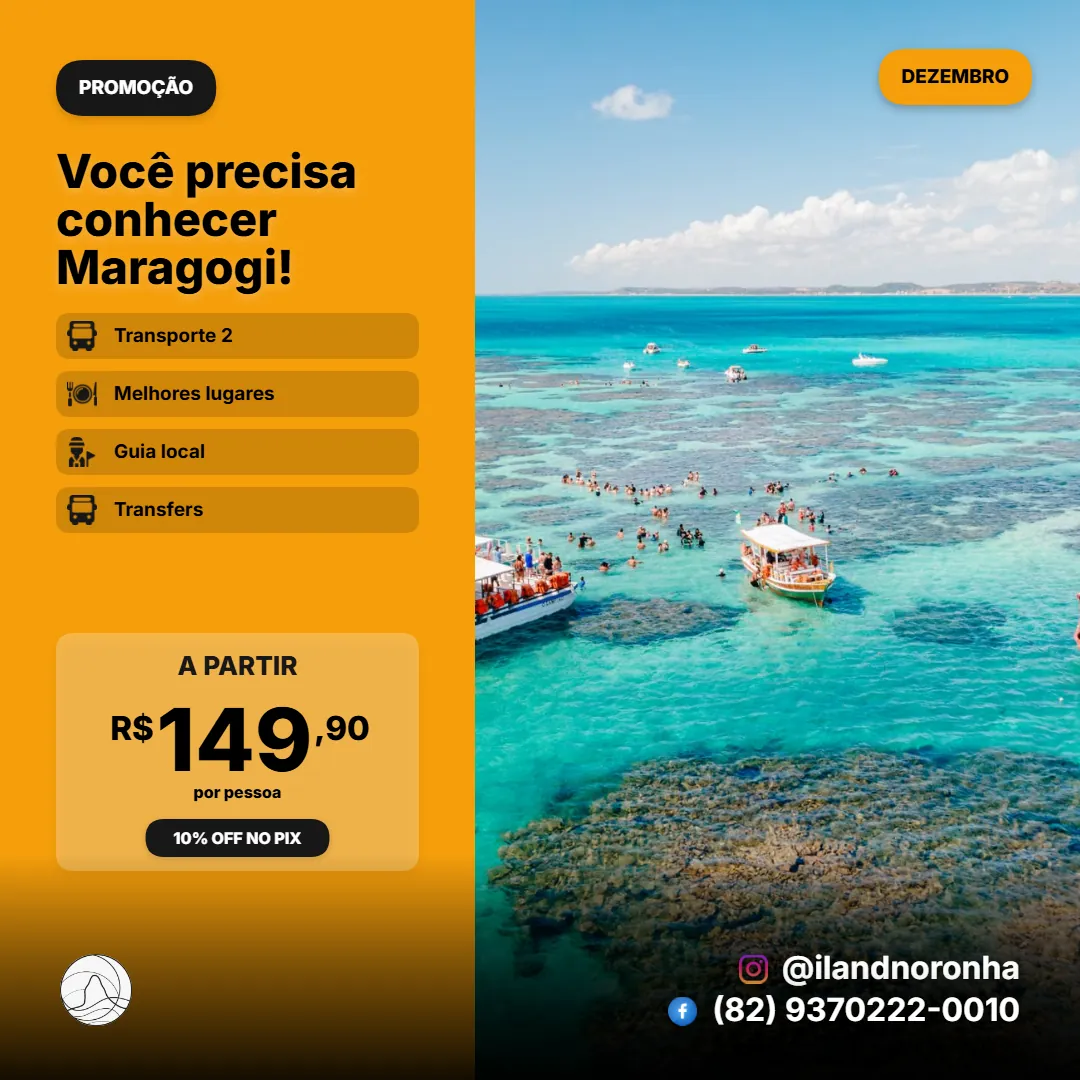 PROMOÇÃO
DEZEMBRO
Você precisa
conhecer
Maragogi!
Transporte 2
Melhores lugares
Guia local
Transfers
A PARTIR
R$149,90
por pessoa
10% OFF NO PIX
@ilandnoronha
(82) 9370222-0010